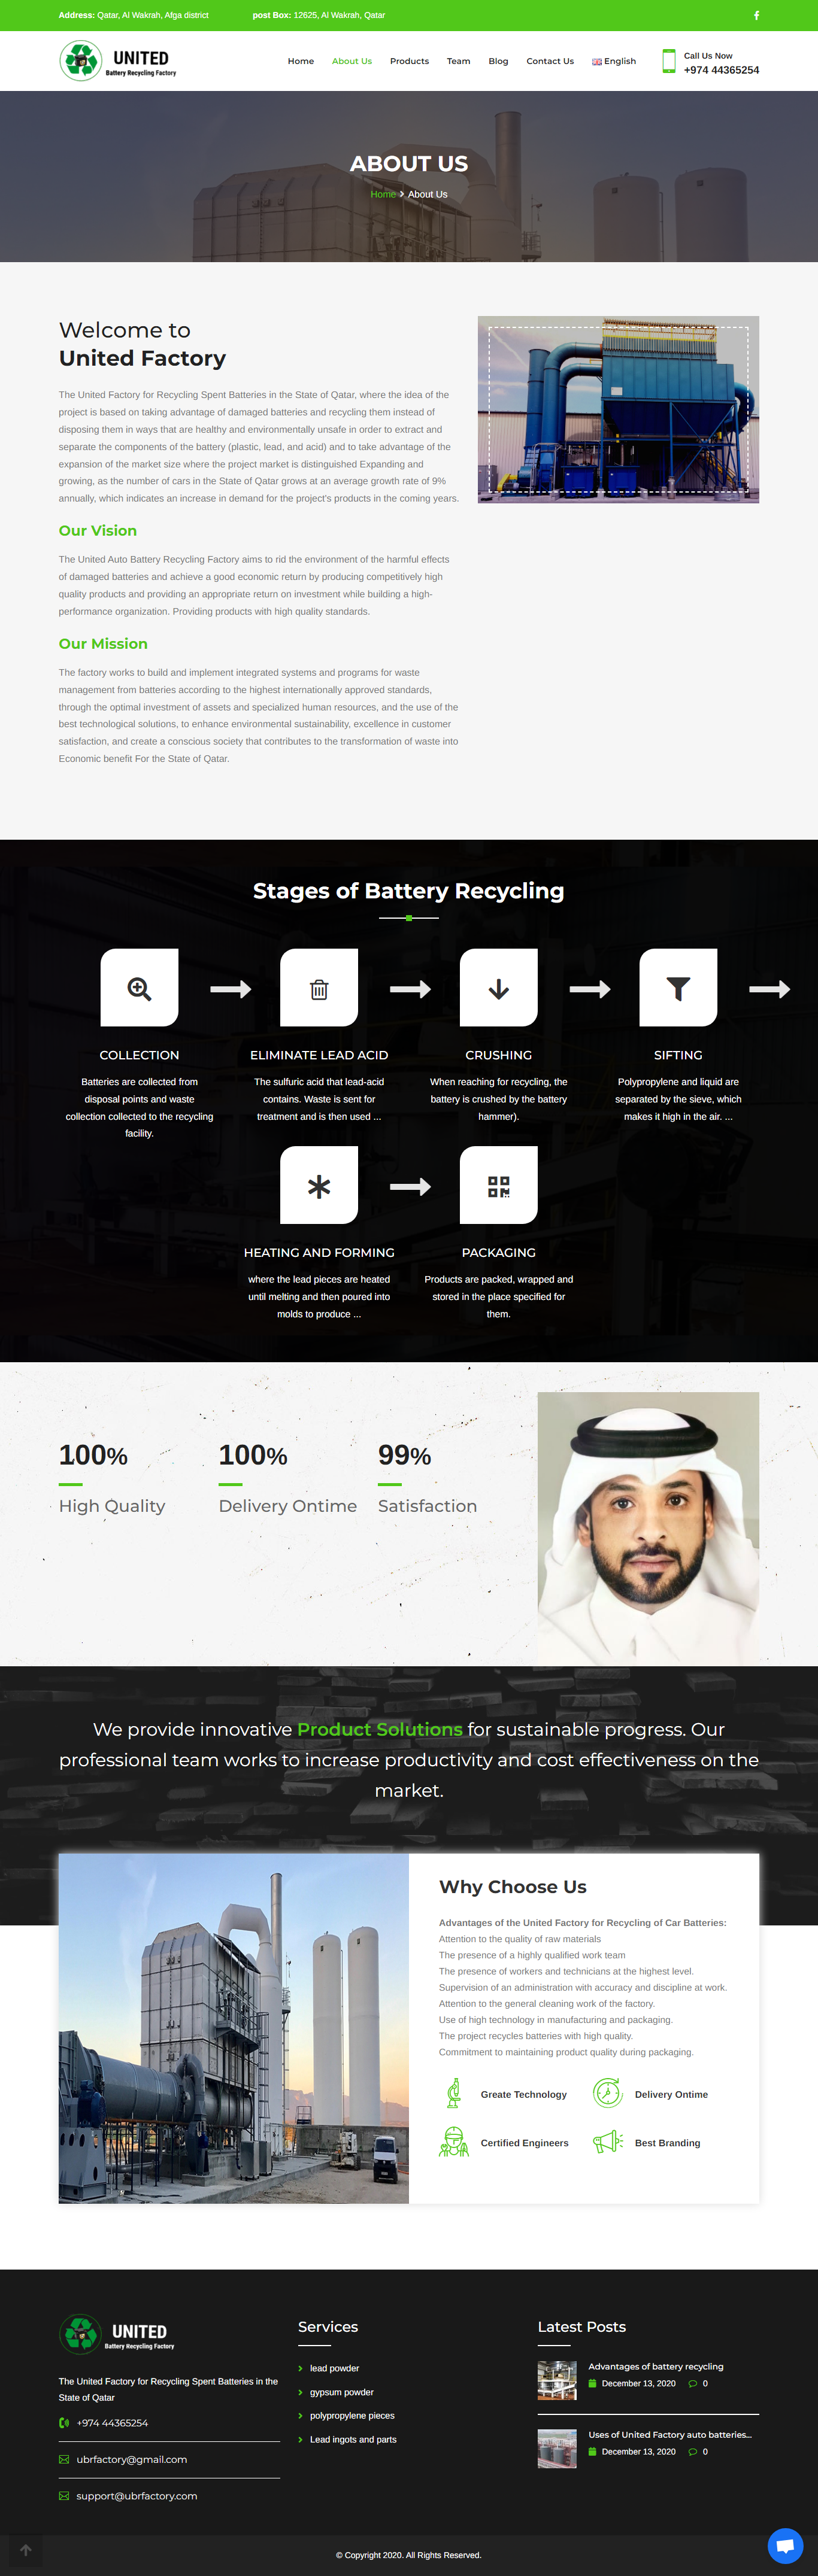 Address: Qatar, Al Wakrah, Afga district
post Box: 12625, Al Wakrah, Qatar
UNITED
Battery Recycling Factory
Home
About Us
Products
Team
Blog
Contact Us
English
Call Us Now
+974 44365254
ABOUT US
Home > About Us
Welcome to
United Factory
The United Factory for Recycling Spent Batteries in the State of Qatar, where the idea of the
project is based on taking advantage of damaged batteries and recycling them instead of
disposing them in ways that are healthy and environmentally unsafe in order to extract and
separate the components of the battery (plastic, lead, and acid) and to take advantage of the
expansion of the market size where the project market is distinguished Expanding and
growing, as the number of cars in the State of Qatar grows at an average growth rate of 9%
annually, which indicates an increase in demand for the project's products in the coming years.
Our Vision
The United Auto Battery Recycling Factory aims to rid the environment of the harmful effects
of damaged batteries and achieve a good economic return by producing competitively high
quality products and providing an appropriate return on investment while building a high-
performance organization. Providing products with high quality standards.
Our Mission
The factory works to build and implement integrated systems and programs for waste
management from batteries according to the highest internationally approved standards,
through the optimal investment of assets and specialized human resources, and the use of the
best technological solutions, to enhance environmental sustainability, excellence in customer
satisfaction, and create a conscious society that contributes to the transformation of waste into
Economic benefit For the State of Qatar.
Stages of Battery Recycling
COLLECTION
Batteries are collected from
disposal points and waste
collection collected to the recycling
facility.
ELIMINATE LEAD ACID
The sulfuric acid that lead-acid
contains. Waste is sent for
treatment and is then used ...
CRUSHING
When reaching for recycling, the
battery is crushed by the battery
hammer).
SIFTING
Polypropylene and liquid are
separated by the sieve, which
makes it high in the air. ...
HEATING AND FORMING
where the lead pieces are heated
until melting and then poured into
molds to produce ...
PACKAGING
Products are packed, wrapped and
stored in the place specified for
them.
100%
High Quality
100%
Delivery Ontime
99%
Satisfaction
We provide innovative Product Solutions for sustainable progress. Our
professional team works to increase productivity and cost effectiveness on the
market.
Why Choose Us
Advantages of the United Factory for Recycling of Car Batteries:
Attention to the quality of raw materials
The presence of a highly qualified work team
The presence of workers and technicians at the highest level.
Supervision of an administration with accuracy and discipline at work.
Attention to the general cleaning work of the factory.
Use of high technology in manufacturing and packaging.
The project recycles batteries with high quality.
Commitment to maintaining product quality during packaging.
Greate Technology
Delivery Ontime
Certified Engineers
Best Branding
UNITED
Battery Recycling Factory
The United Factory for Recycling Spent Batteries in the
State of Qatar
+974 44365254
ubrfactory@gmail.com
support@ubrfactory.com
Services
lead powder
gypsum powder
polypropylene pieces
Lead ingots and parts
Latest Posts
Advantages of battery recycling
December 13, 2020 0
Uses of United Factory auto batteries...
December 13, 2020 0
© Copyright 2020. All Rights Reserved.